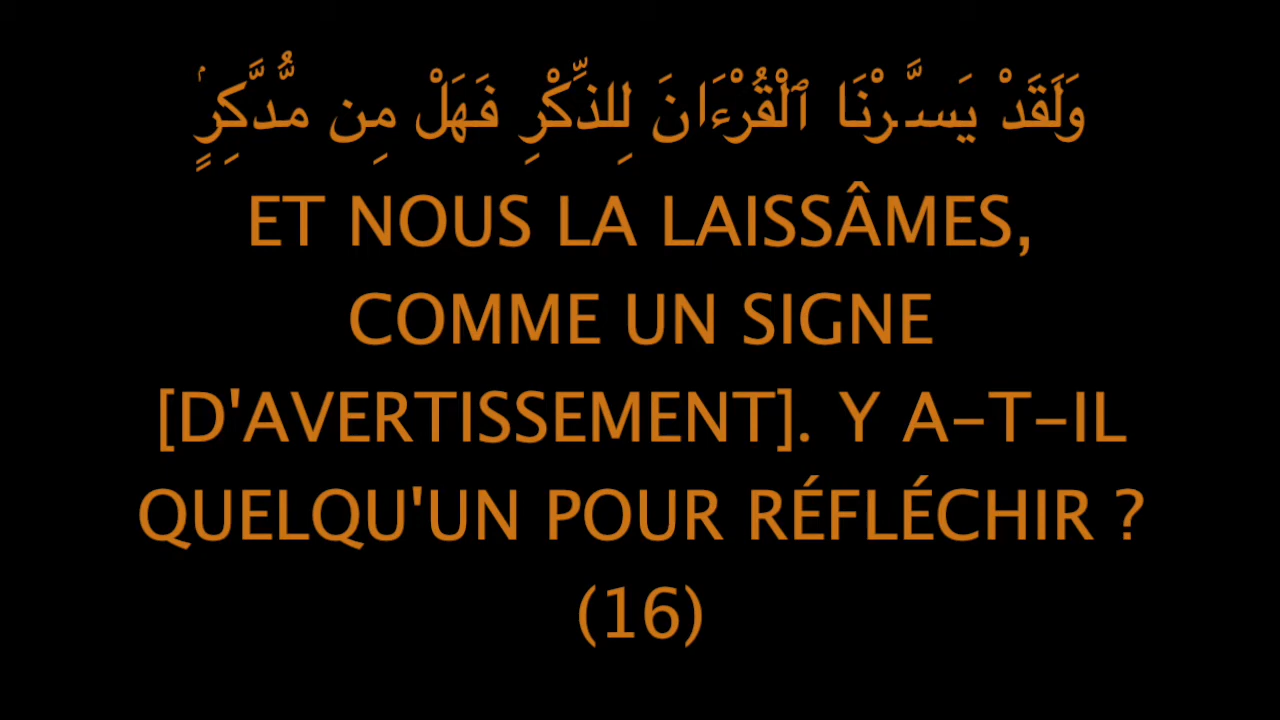 وَلَقَدْ يَسَّرْنَا ٱلْقُرْءَانَ لِلذِّكْرِ فَهَلْ مِن مُّدَّكِرٍۢ
ET NOUS LA LAISSÂMES,
COMME UN SIGNE
[D'AVERTISSEMENT]. Y A-T-IL
QUELQU'UN POUR RÉFLÉCHIR ?
(16)